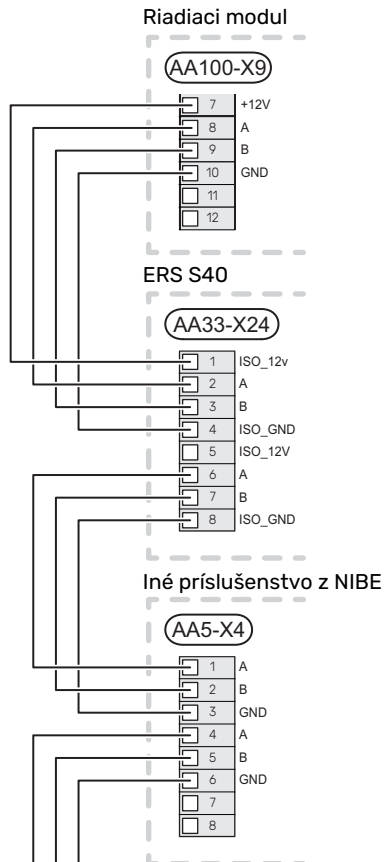 Riadiaci modul
AA100-X9
7 +12V
8 A
9 B
10 GND
11
12
ERS S40
AA33-X24
1 ISO_12v
2 A
3 B
4 ISO_GND
5 ISO_12V
6 A
7 B
8 ISO_GND
Iné príslušenstvo z NIBE
AA5-X4
1 A
2 B
3 GND
4 A
5 B
6 GND
7
8